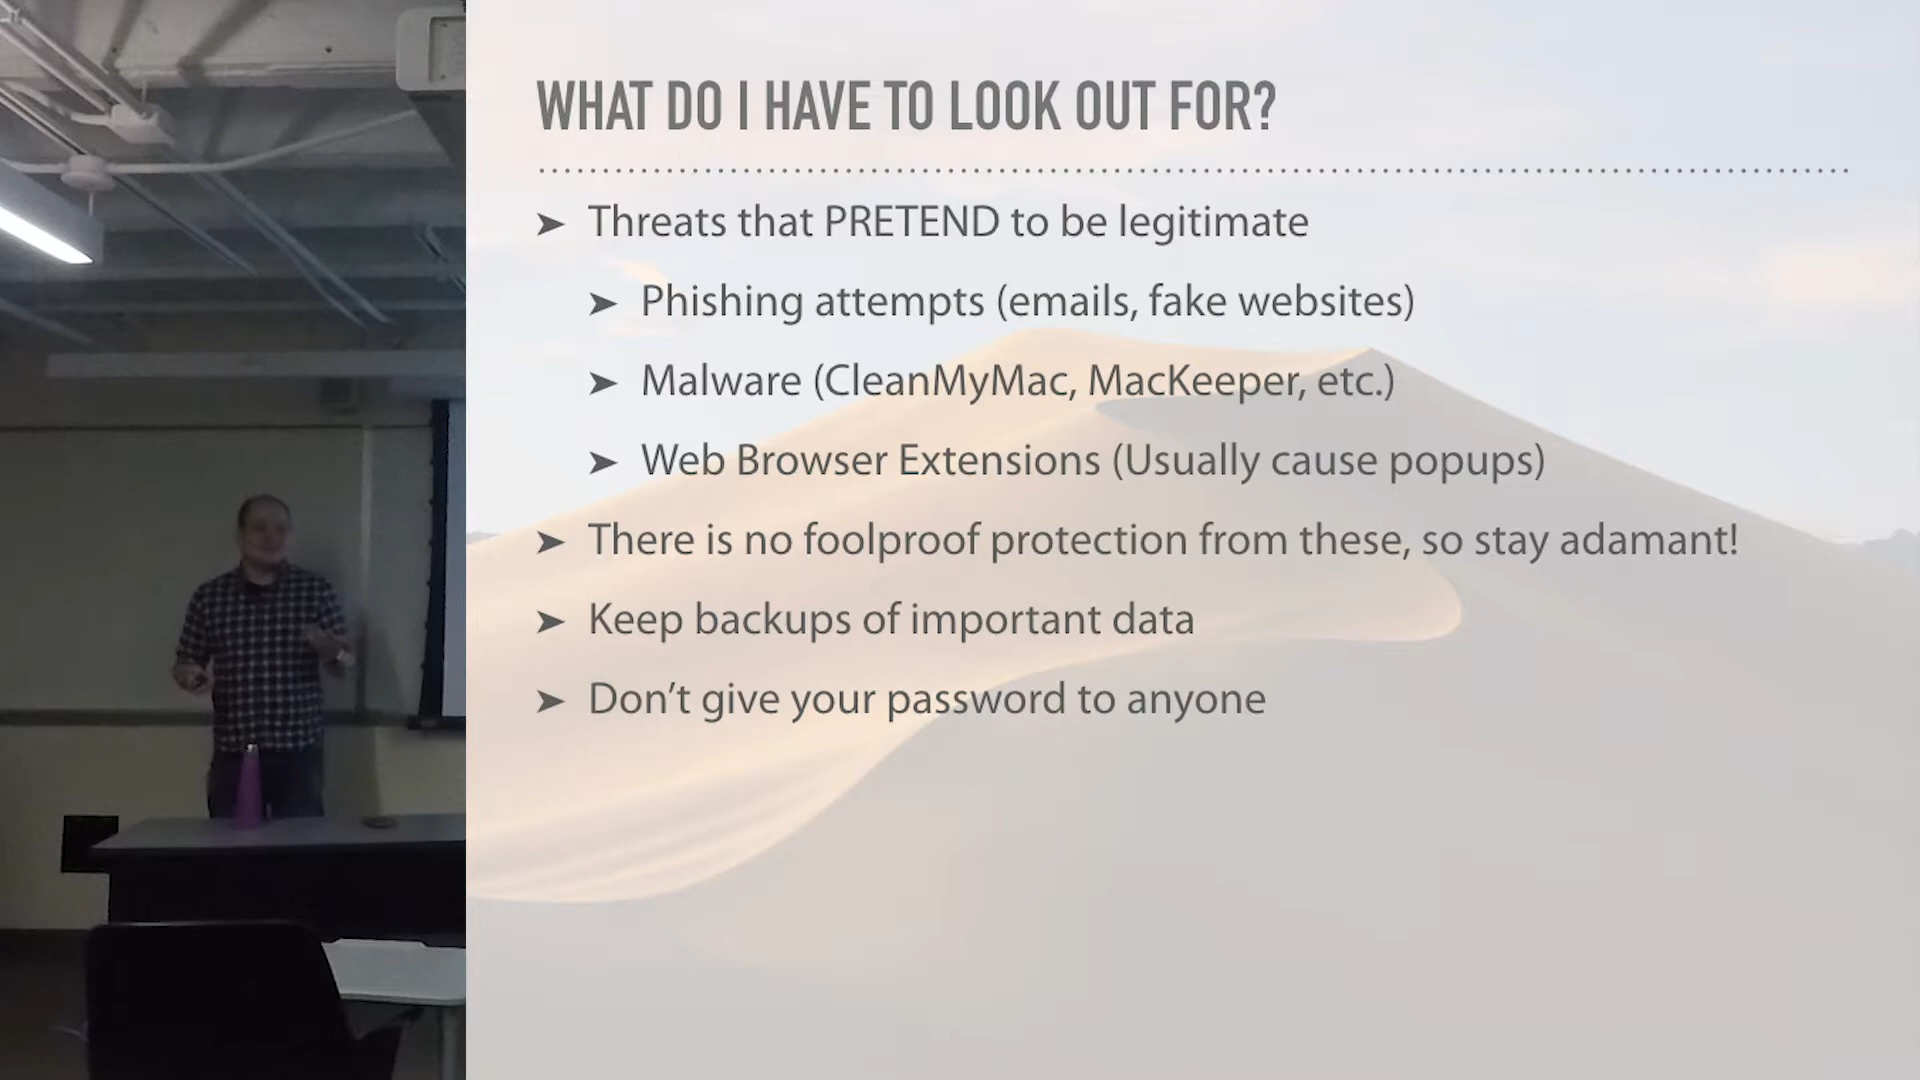 WHAT DO I HAVE TO LOOK OUT FOR?
➤ Threats that PRETEND to be legitimate
➤ Phishing attempts (emails, fake websites)
➤ Malware (CleanMyMac, MacKeeper, etc.)
➤ Web Browser Extensions (Usually cause popups)
➤ There is no foolproof protection from these, so stay adamant!
➤ Keep backups of important data
➤ Don’t give your password to anyone